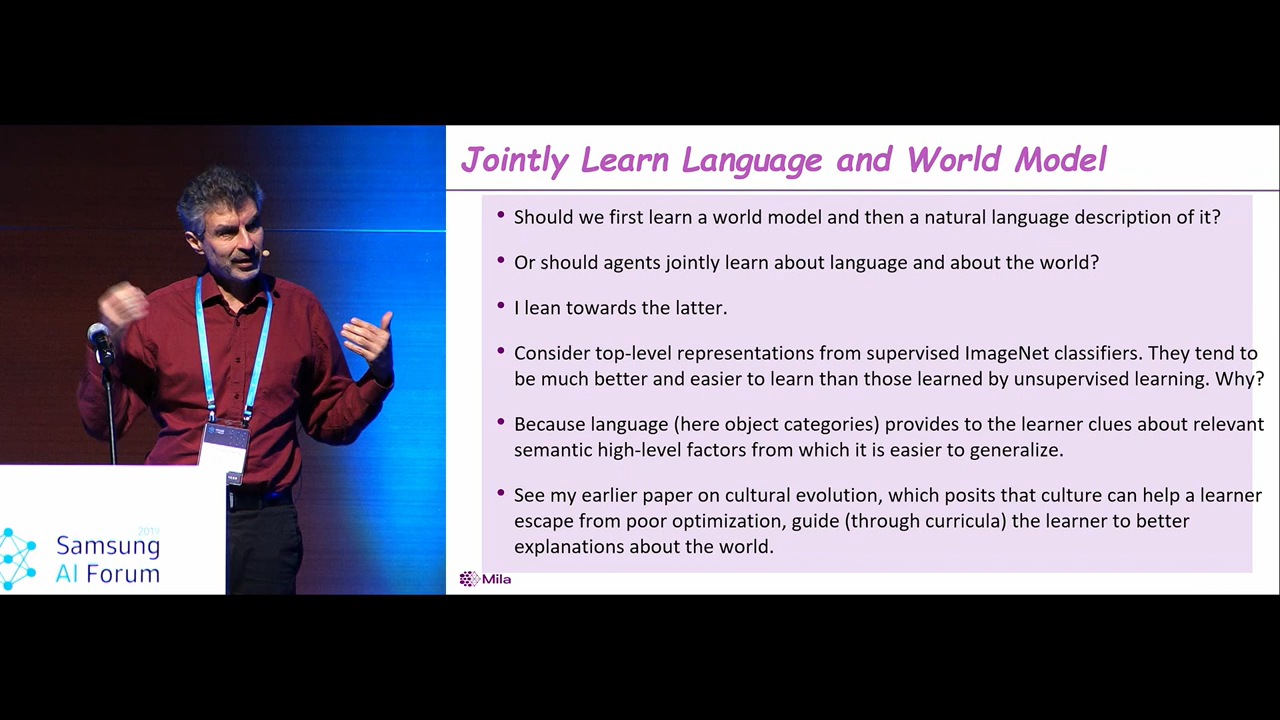 Jointly Learn Language and World Model
• Should we first learn a world model and then a natural language description of it?
• Or should agents jointly learn about language and about the world?
• I lean towards the latter.
• Consider top-level representations from supervised ImageNet classifiers. They tend to
be much better and easier to learn than those learned by unsupervised learning. Why?
• Because language (here object categories) provides to the learner clues about relevant
semantic high-level factors from which it is easier to generalize.
• See my earlier paper on cultural evolution, which posits that culture can help a learner
escape from poor optimization, guide (through curricula) the learner to better
explanations about the world.
Mila
2019
Samsung
AI Forum